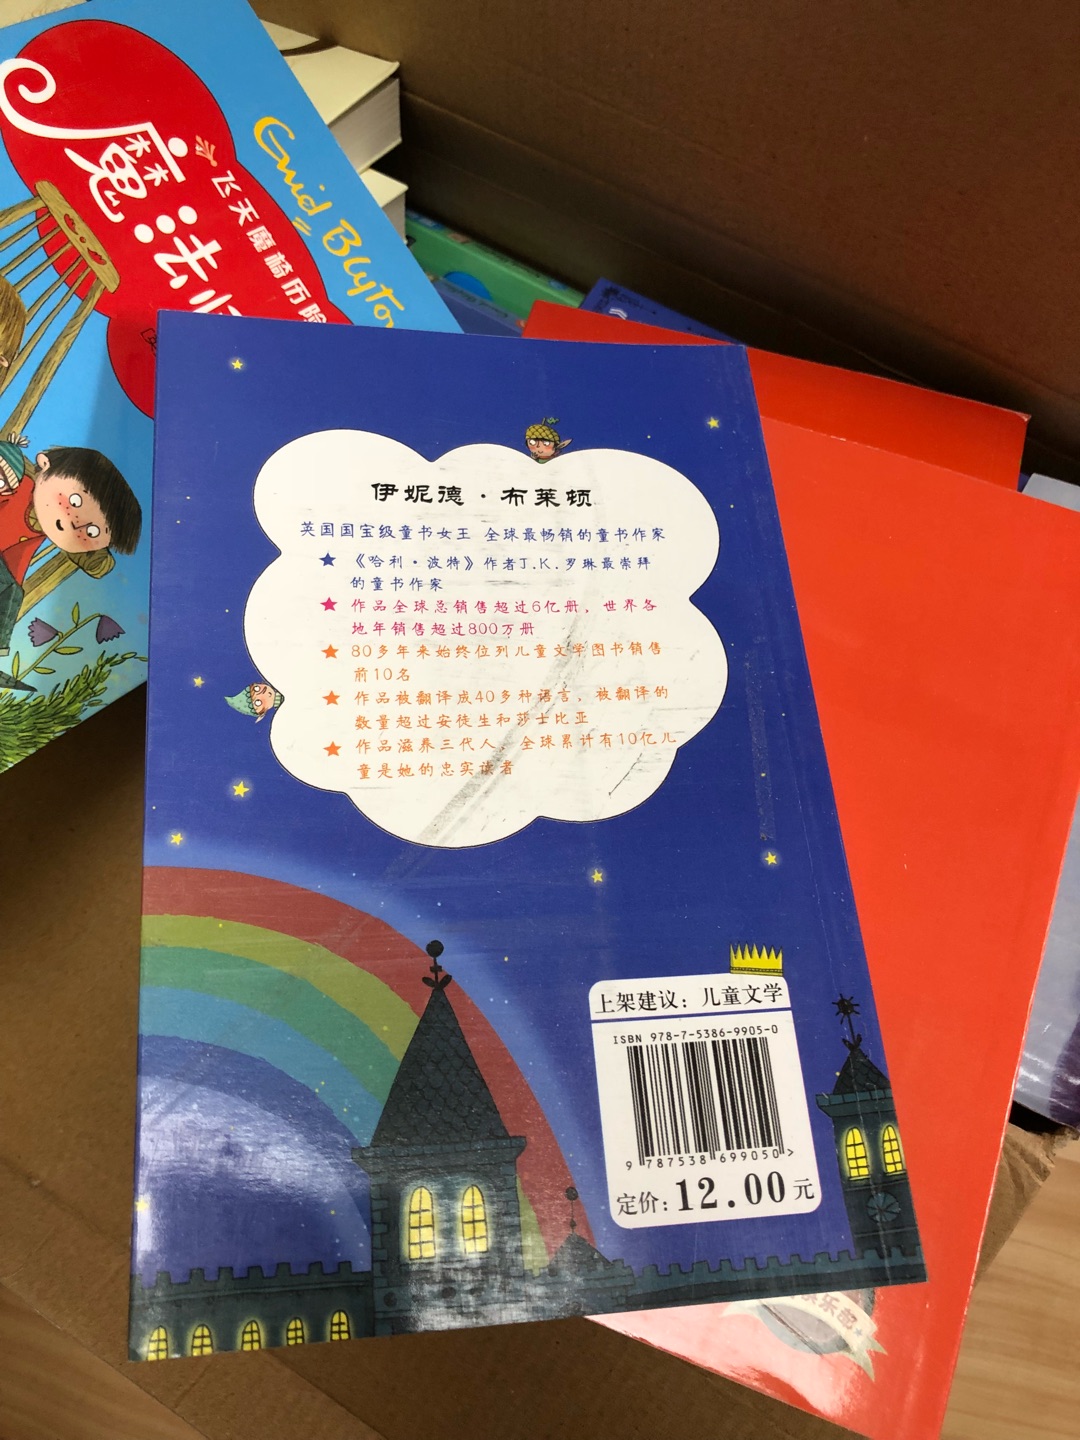 Enid Blyton
飞天魔椅历险
魔法
伊妮德·布莱顿
英国国宝级童书女王 全球最畅销的童书作家
★《哈利·波特》作者J.K.罗琳最崇拜
的童书作家
★作品全球总销售超过6亿册，世界各
地年销售超过800万册
★80多年来始终位列儿童文学图书销售
前10名
★作品被翻译成40多种语言，被翻译的
数量超过安徒生和莎士比亚
★作品滋养三代人，全球累计有10亿儿
童是她的忠实读者
上架建议：儿童文学
ISBN 978-7-5386-9905-0
9 787538 699050 >
定价：12.00元
乐部